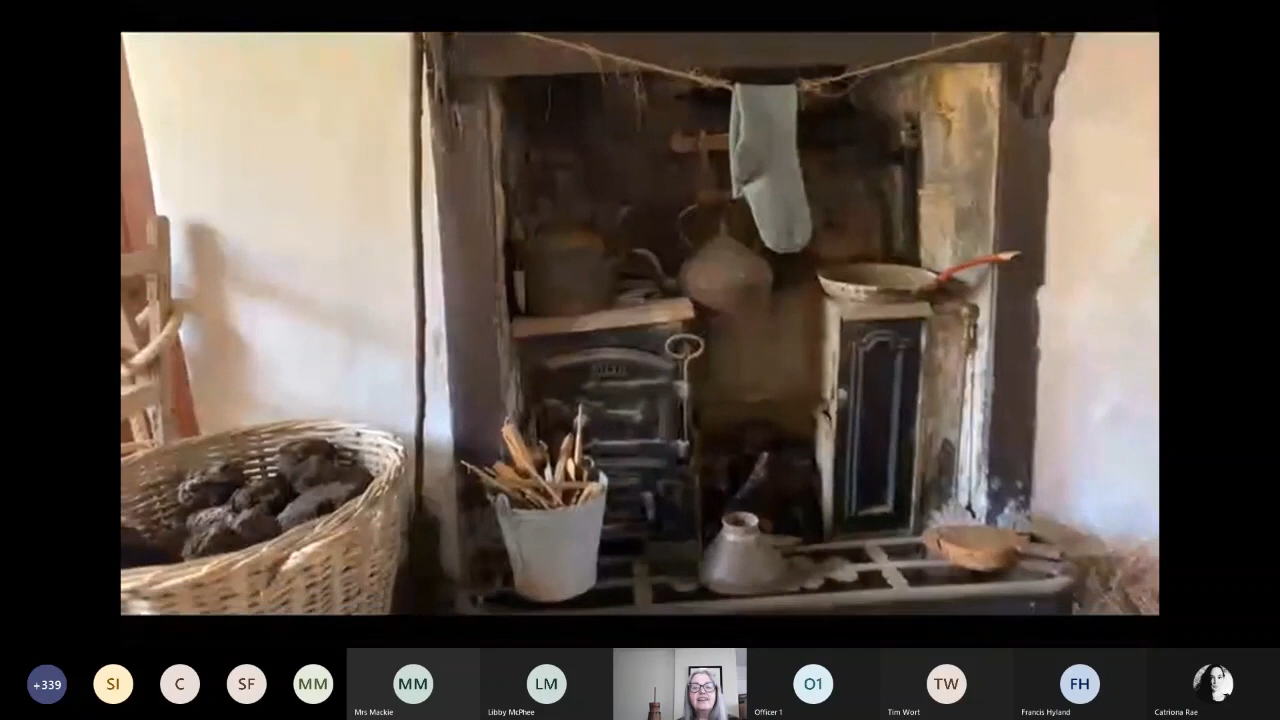 +339
SI
C
SF
MM
MM
LM
O1
TW
FH
Mrs Mackie
Libby McPhee
Officer 1
Tim Wort
Francis Hyland
Catriona Rae